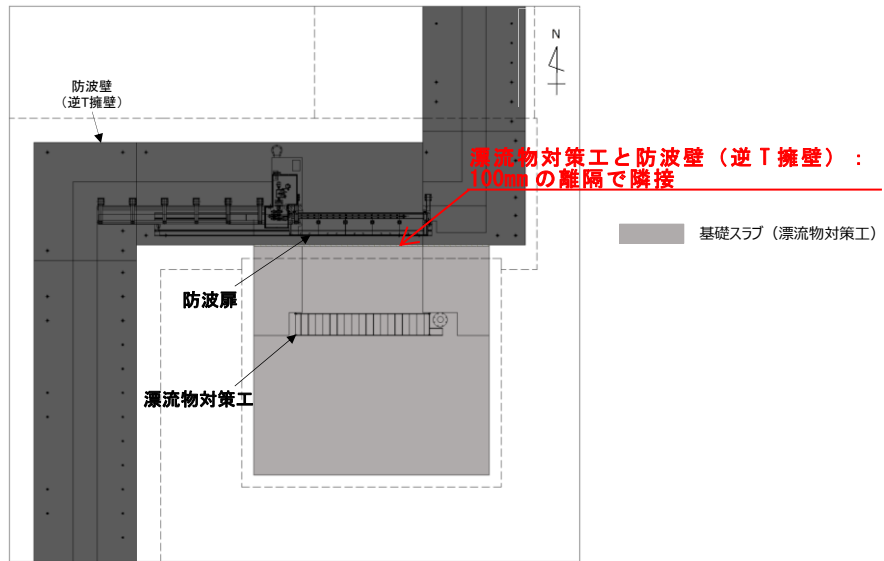 N
防波壁
（逆T擁壁）
漂流物対策工と防波壁（逆T擁壁）：
100mmの離隔で隣接
基礎スラブ（漂流物対策工）
防波扉
漂流物対策工